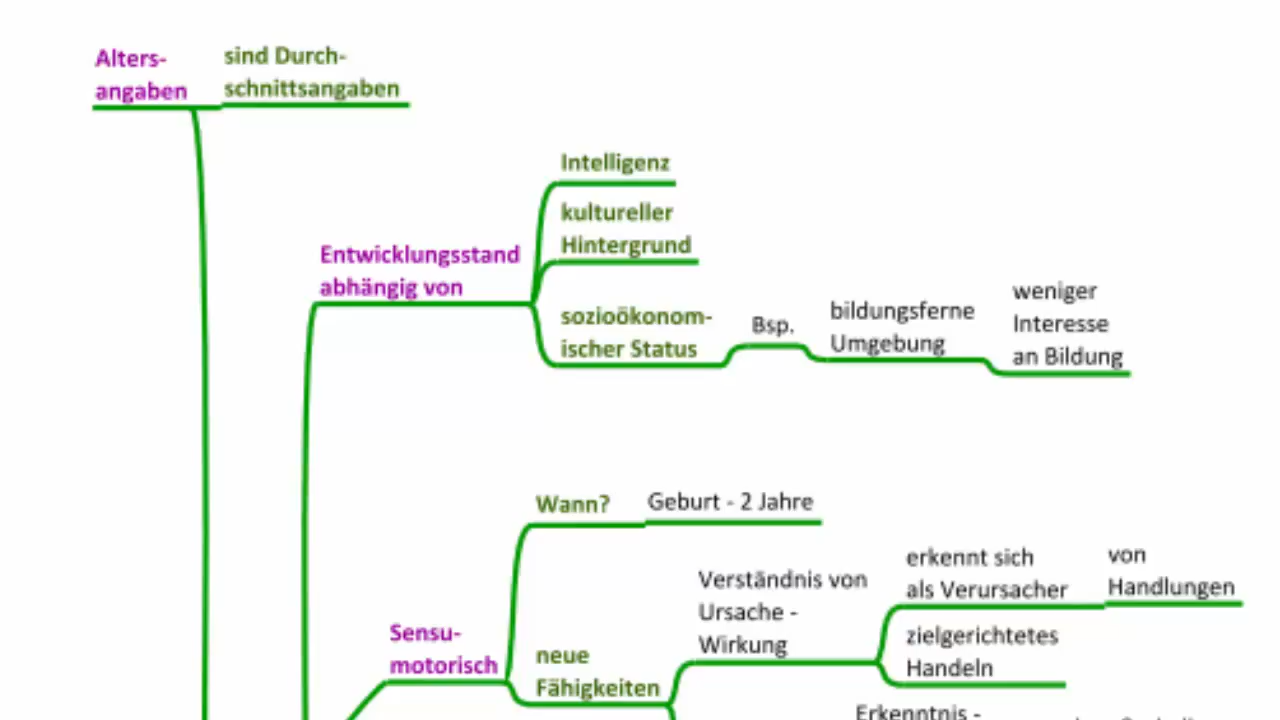 Alters-
angaben
sind Durch-
schnittsangaben
Entwicklungsstand
abhängig von
Intelligenz
kultureller
Hintergrund
sozioökonom-
ischer Status
Bsp.
bildungsferne
Umgebung
weniger
Interesse
an Bildung
Sensu-
motorisch
Wann?
Geburt - 2 Jahre
neue
Fähigkeiten
Verständnis von
Ursache -
Wirkung
erkennt sich
als Verursacher
von
Handlungen
zielgerichtetes
Handeln
Erkenntnis -